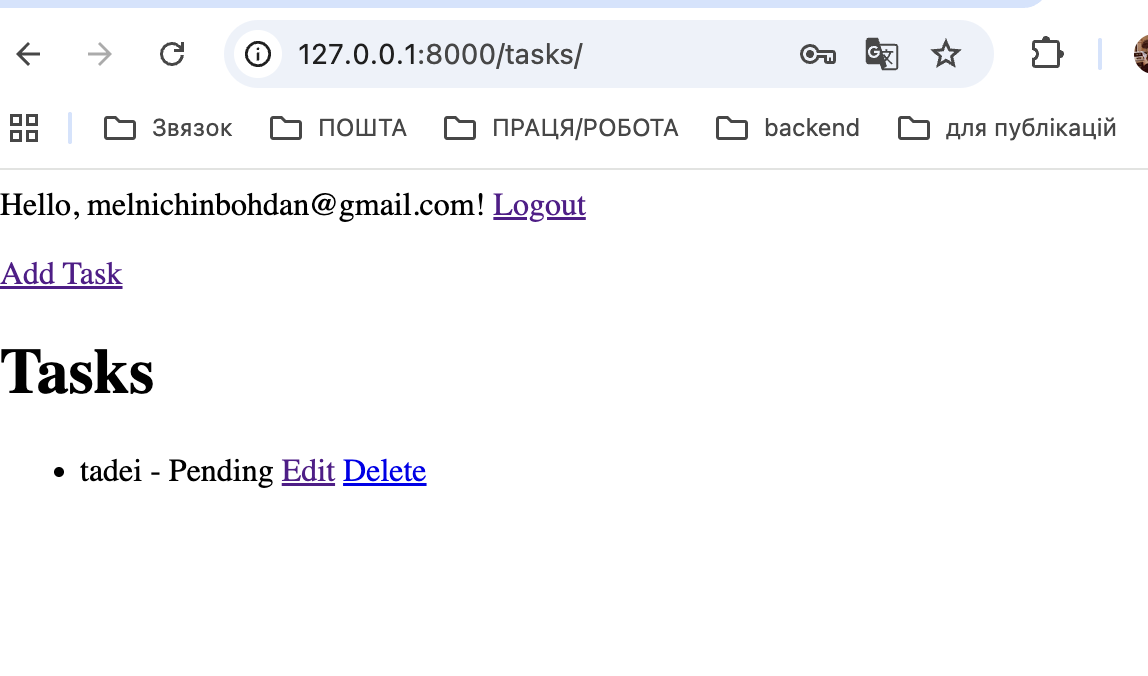 127.0.0.1:8000/tasks/
Звязок ПОШТА ПРАЦЯ/РОБОТА backend для публікацій
Hello, melnichinbohdan@gmail.com! Logout
Add Task
Tasks
• tadei - Pending Edit Delete